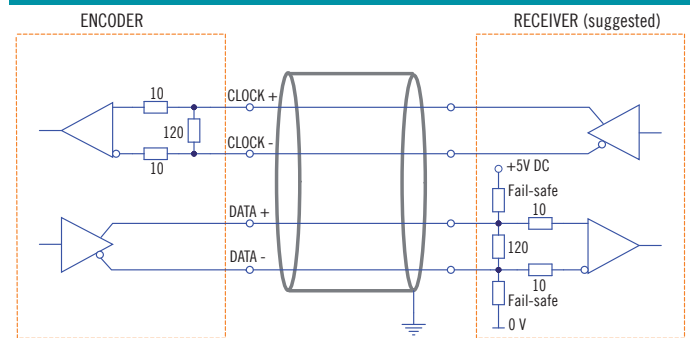 ENCODER
RECEIVER (suggested)
10
CLOCK +
120
CLOCK -
10
+5V DC
Fail-safe
DATA +
10
120
DATA -
10
Fail-safe
0 V